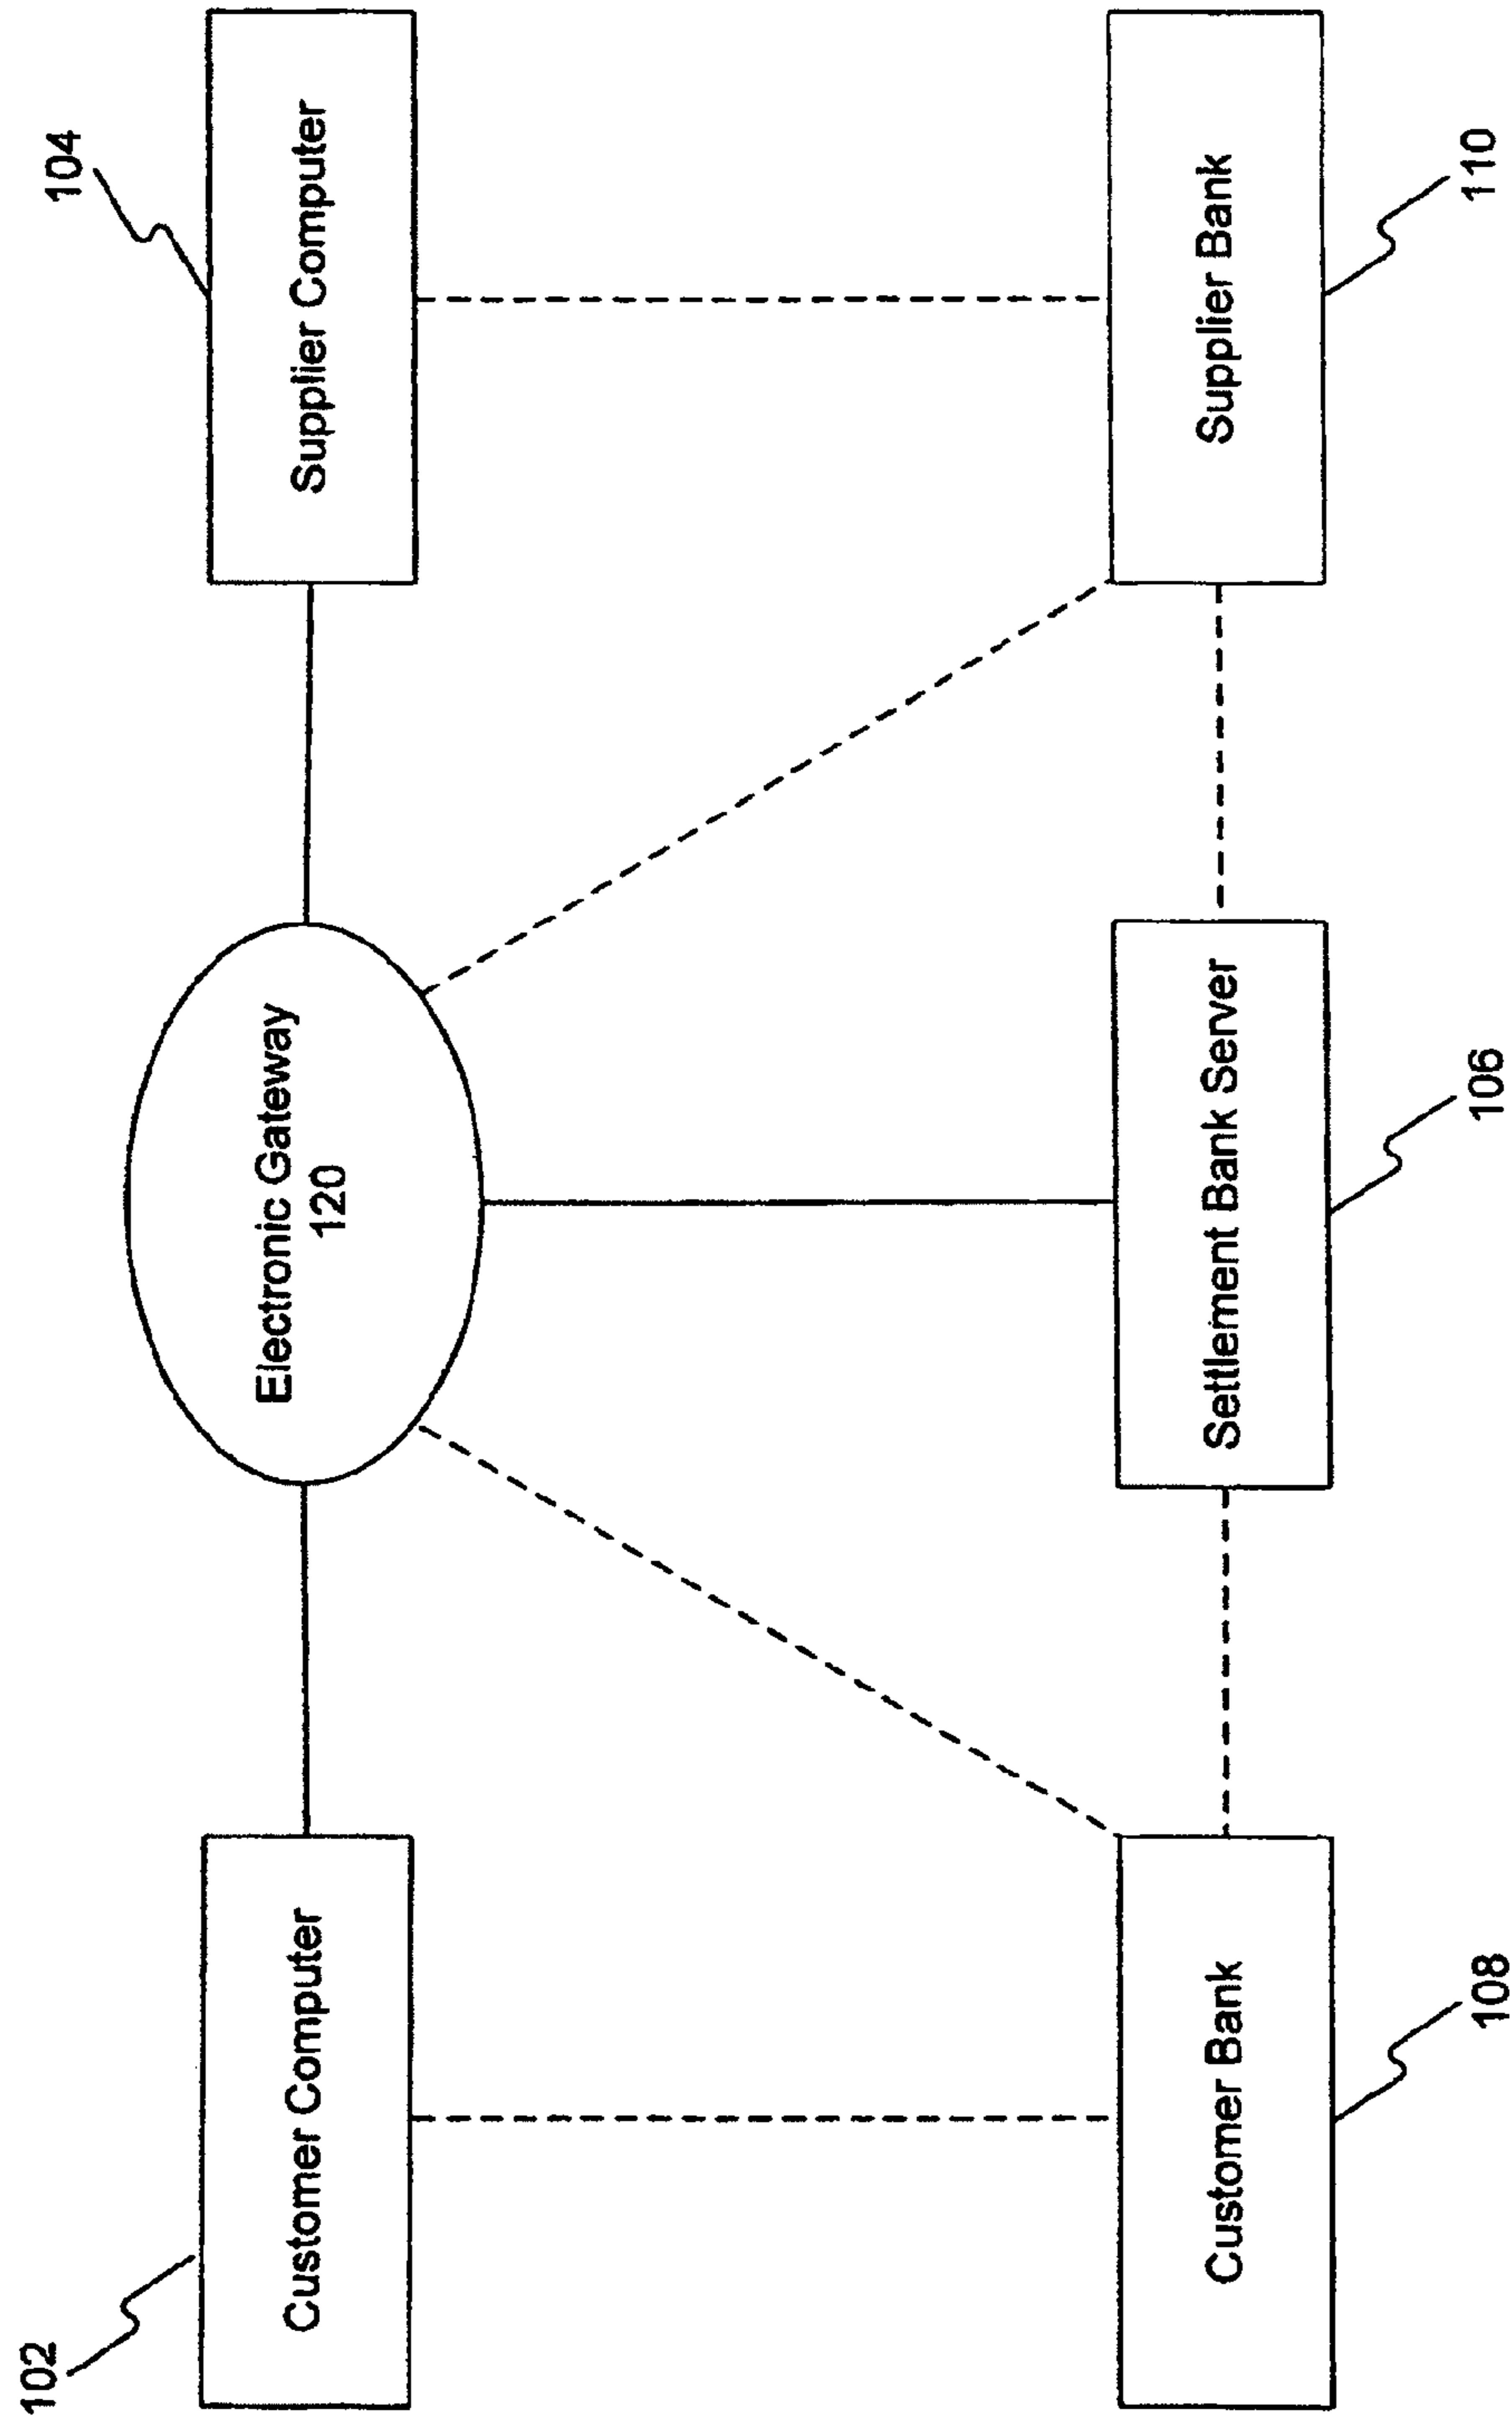 102
Customer Computer
Electronic Gateway
120
104
Supplier Computer
Customer Bank
108
Settlement Bank Server
106
Supplier Bank
110